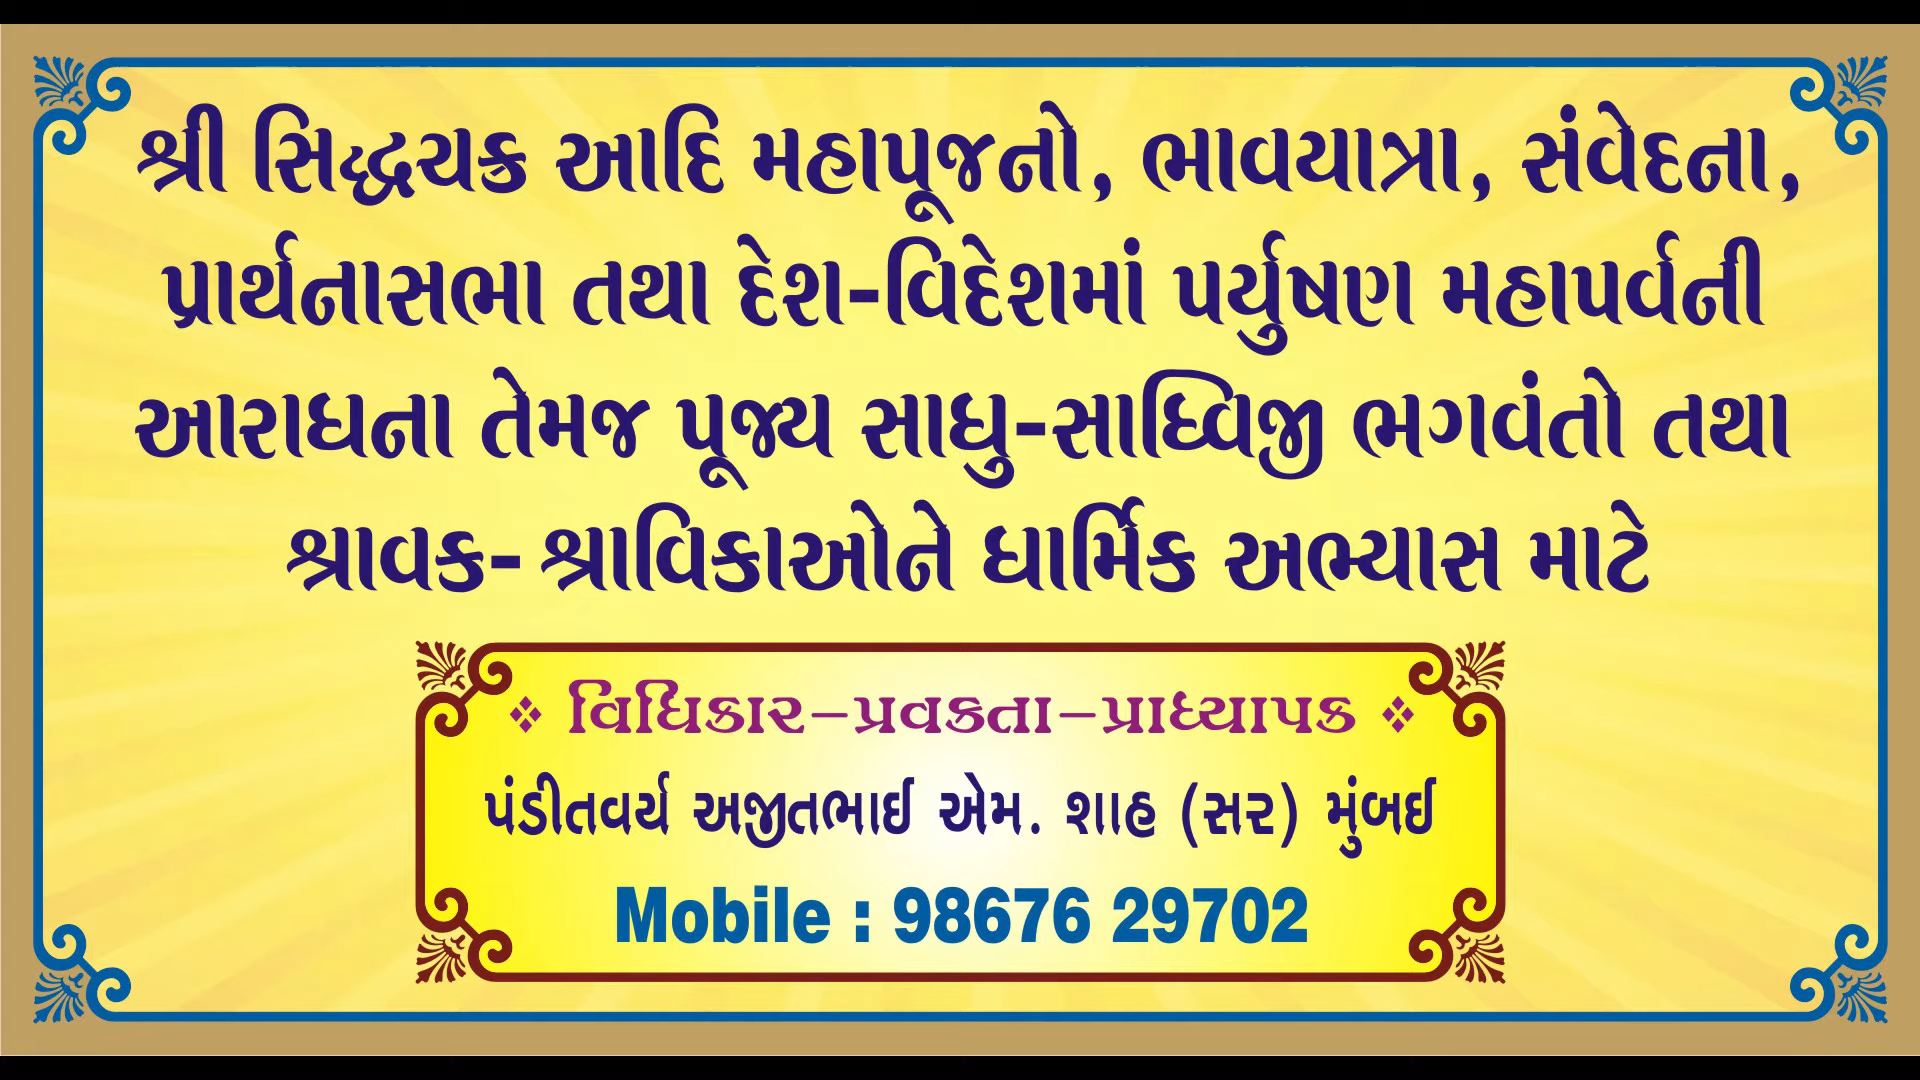 શ્રી સિદ્ધચક્ર આદિ મહાપૂજનો, ભાવયાત્રા, સંવેદના,
પ્રાર્થનાસભા તથા દેશ-વિદેશમાં પર્યુષણ મહાપર્વની
આરાધના તેમજ પૂજ્ય સાધુ-સાધ્વિજી ભગવંતો તથા
શ્રાવક- શ્રાવિકાઓને ધાર્મિક અભ્યાસ માટે
❖ વિધિકાર–પ્રવકતા–પ્રાધ્યાપક ❖
પંડીતવર્ય અજીતભાઈ એમ. શાહ (સર) મુંબઈ
Mobile : 98676 29702